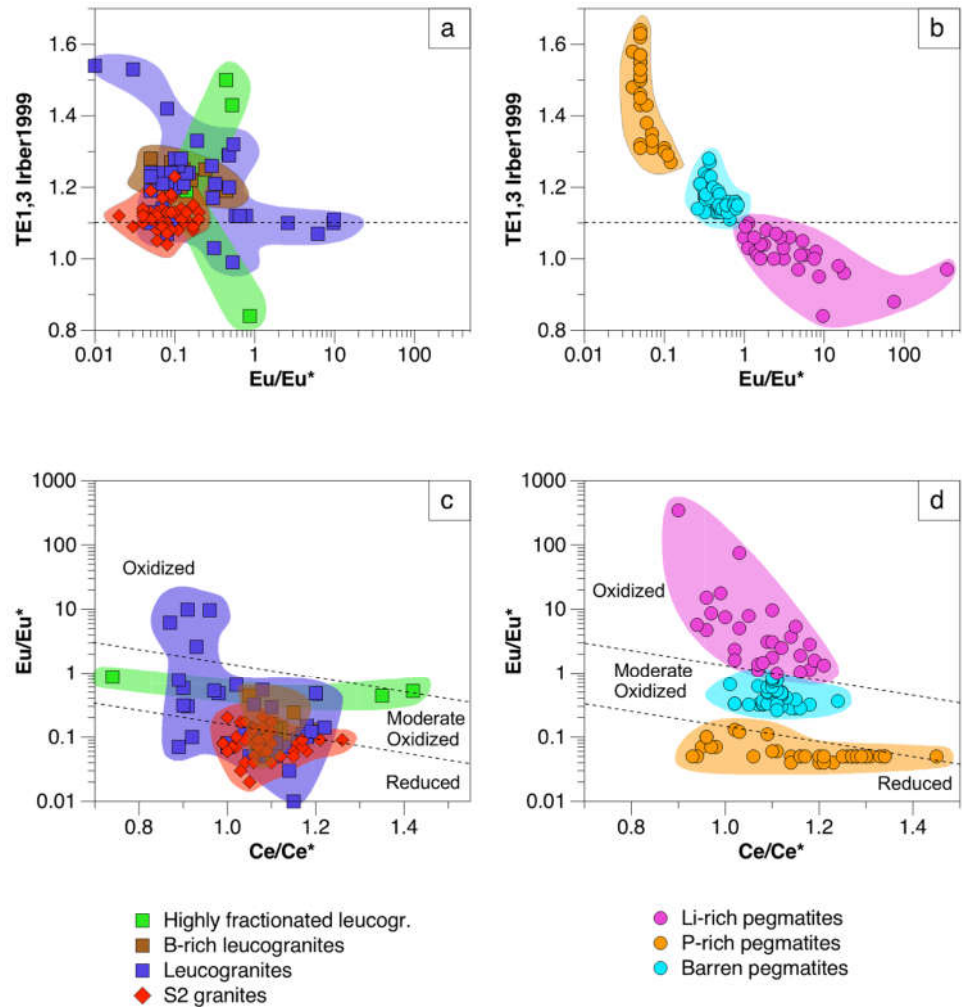 a
TE1,3 Irber1999
1.6
1.4
1.2
1.0
0.8
0.01
0.1
1
10
100
Eu/Eu*
b
TE1,3 Irber1999
1.6
1.4
1.2
1.0
0.8
0.01
0.1
1
10
100
Eu/Eu*
c
Eu/Eu*
1000
100
10
1
0.1
0.01
Oxidized
Moderate
Oxidized
Reduced
0.8
1.0
1.2
1.4
Ce/Ce*
d
Eu/Eu*
1000
100
10
1
0.1
0.01
Oxidized
Moderate
Oxidized
Reduced
0.8
1.0
1.2
1.4
Ce/Ce*
Highly fractionated leucogr.
B-rich leucogranites
Leucogranites
S2 granites
Li-rich pegmatites
P-rich pegmatites
Barren pegmatites